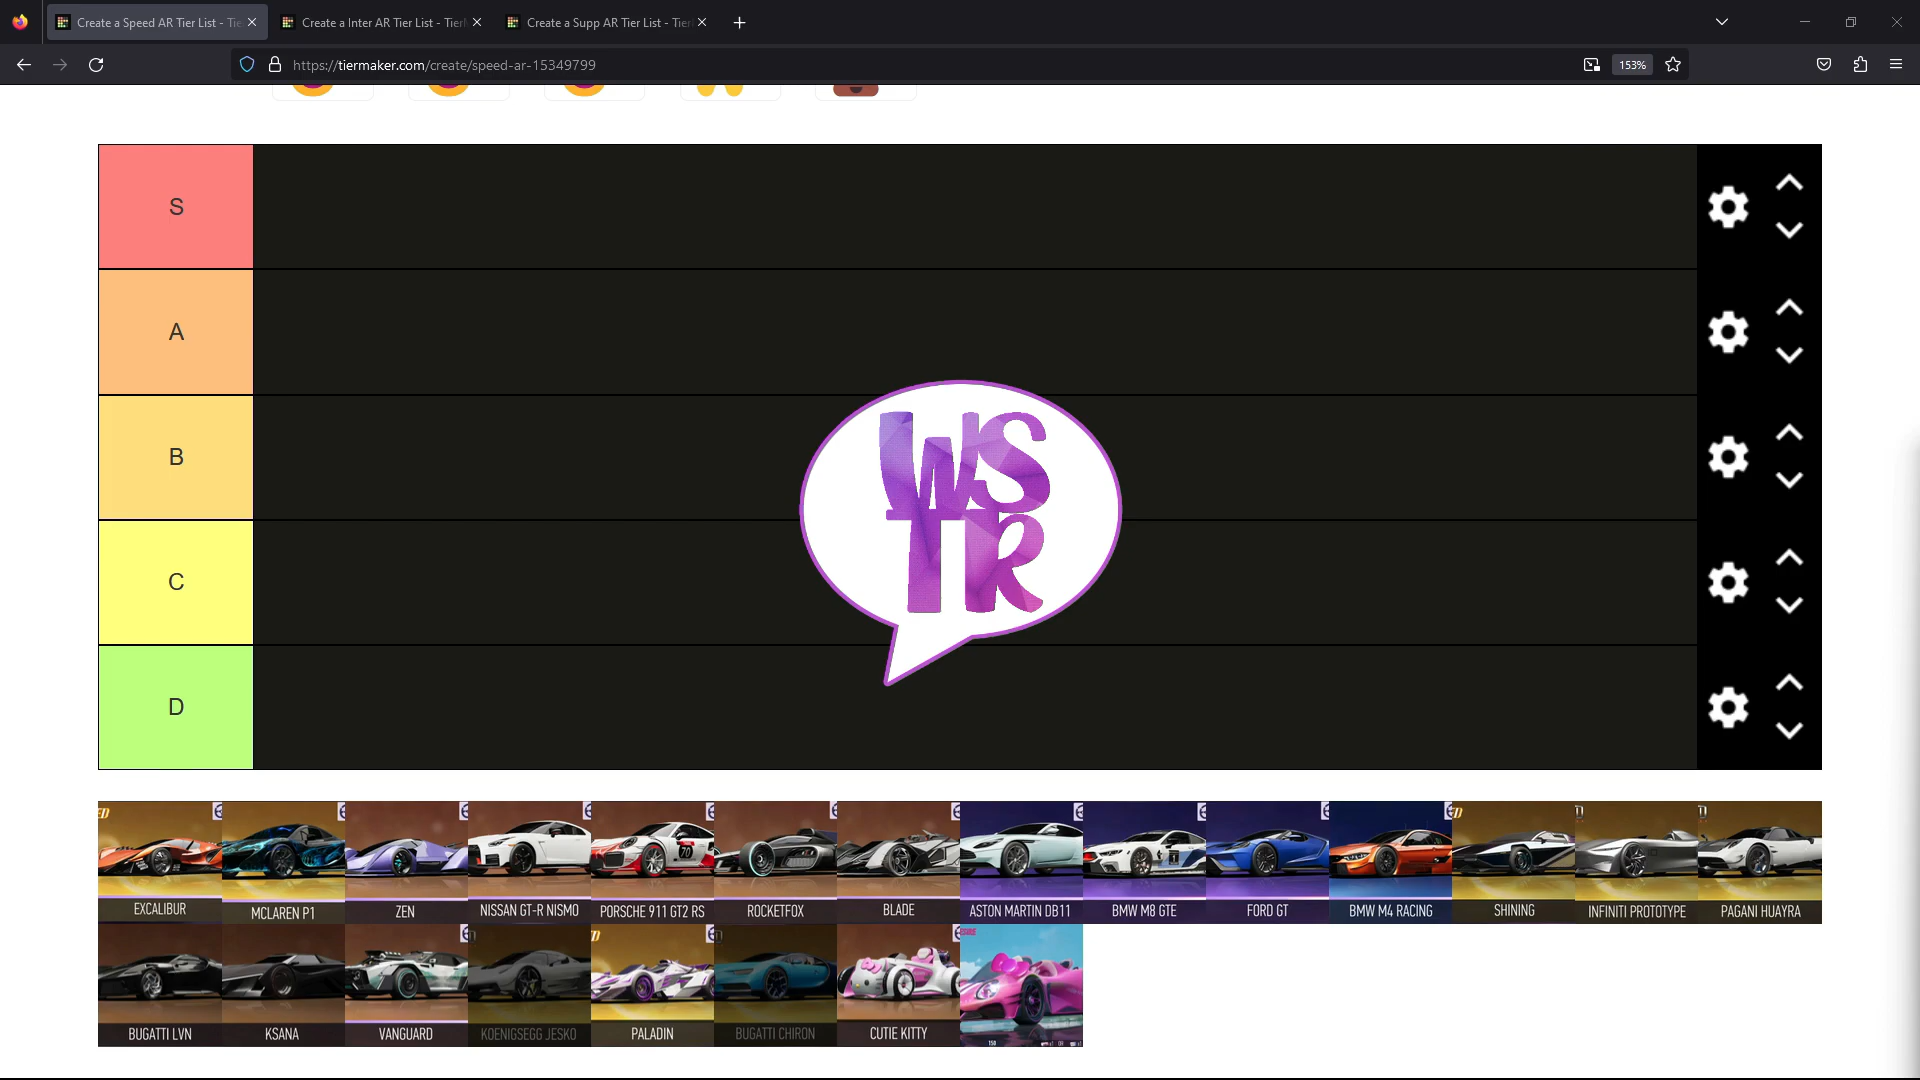 Create a Speed AR Tier List - Tie
Create a Inter AR Tier List - Tier
Create a Supp AR Tier List - Tier
https://tiermaker.com/create/speed-ar-15349799
153%
S
A
B
C
D
WS
TR
EXCALIBUR
MCLAREN P1
ZEN
NISSAN GT-R NISMO
PORSCHE 911 GT2 RS
70
ROCKETFOX
BLADE
ASTON MARTIN DB11
BMW M8 GTE
FORD GT
BMW M4 RACING
SHINING
INFINITI PROTOTYPE
PAGANI HUAYRA
BUGATTI LVN
KSANA
VANGUARD
KOENIGSEGG JESKO
PALADIN
BUGATTI CHIRON
CUTIE KITTY
150